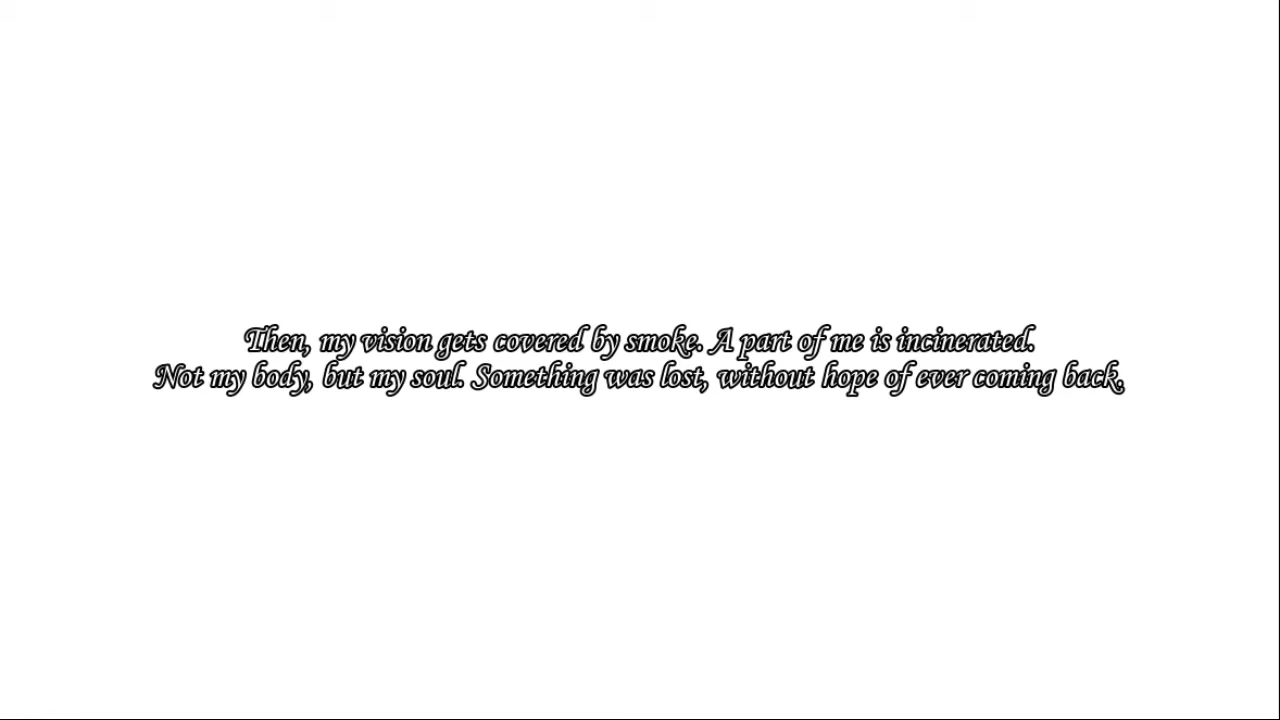 Then, my vision gets covered by smoke. A part of me is incinerated.
Not my body, but my soul. Something was lost, without hope of ever coming back.